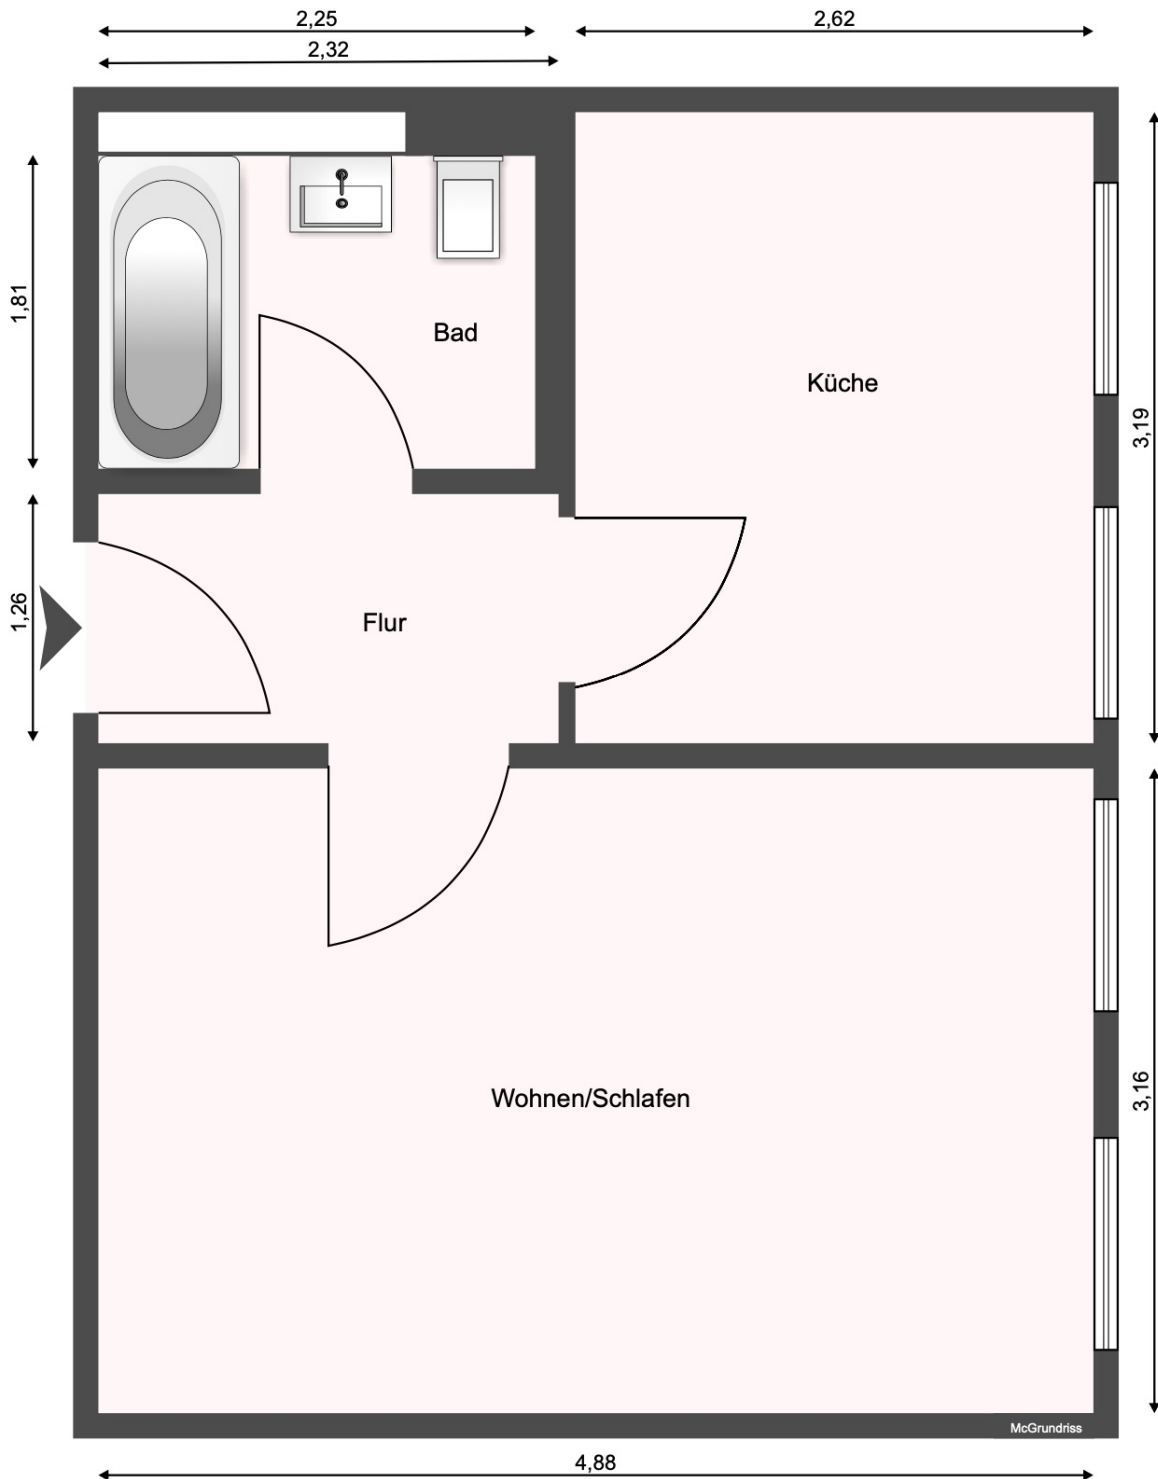 2,25
2,62
2,32
1,81
Bad
Küche
3,19
1,26
Flur
Wohnen/Schlafen
3,16
McGrundriss
4,88